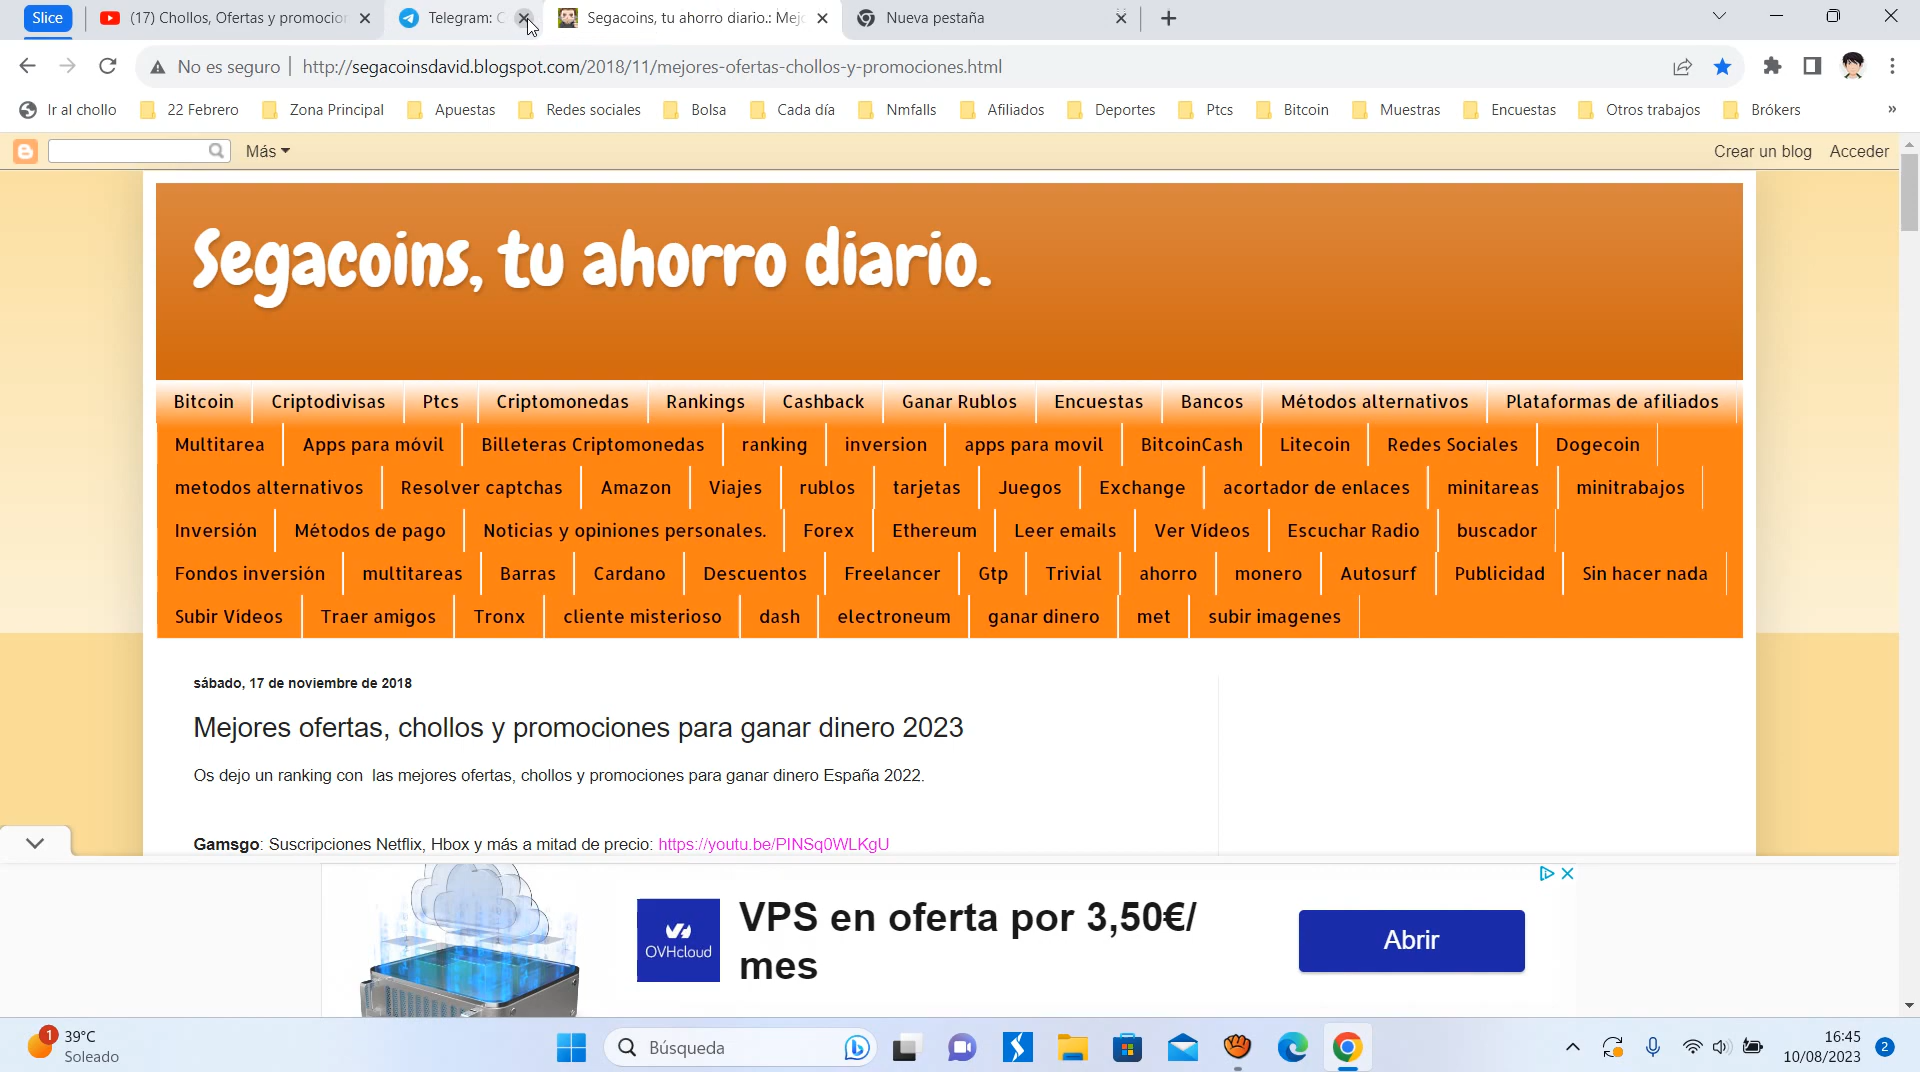 Slice (17) Chollos, Ofertas y promocion Telegram: C Segacoins, tu ahorro diario.: Mejo Nueva pestaña
No es seguro http://segacoinsdavid.blogspot.com/2018/11/mejores-ofertas-chollos-y-promociones.html
Ir al chollo 22 Febrero Zona Principal Apuestas Redes sociales Bolsa Cada día Nmfalls Afiliados Deportes Ptcs Bitcoin Muestras Encuestas Otros trabajos Brókers »
Más Crear un blog Acceder
Segacoins, tu ahorro diario.
Bitcoin Criptodivisas Ptcs Criptomonedas Rankings Cashback Ganar Rublos Encuestas Bancos Métodos alternativos Plataformas de afiliados
Multitarea Apps para móvil Billeteras Criptomonedas ranking inversion apps para movil BitcoinCash Litecoin Redes Sociales Dogecoin
metodos alternativos Resolver captchas Amazon Viajes rublos tarjetas Juegos Exchange acortador de enlaces minitareas minitrabajos
Inversión Métodos de pago Noticias y opiniones personales. Forex Ethereum Leer emails Ver Vídeos Escuchar Radio buscador
Fondos inversión multitareas Barras Cardano Descuentos Freelancer Gtp Trivial ahorro monero Autosurf Publicidad Sin hacer nada
Subir Vídeos Traer amigos Tronx cliente misterioso dash electroneum ganar dinero met subir imagenes
sábado, 17 de noviembre de 2018
Mejores ofertas, chollos y promociones para ganar dinero 2023
Os dejo un ranking con las mejores ofertas, chollos y promociones para ganar dinero España 2022.
Gamsgo: Suscripciones Netflix, Hbox y más a mitad de precio: https://youtu.be/PINSq0WLKgU
OVHcloud
VPS en oferta por 3,50€/
mes
Abrir
1 39°C
Soleado
Búsqueda
16:45
10/08/2023
2